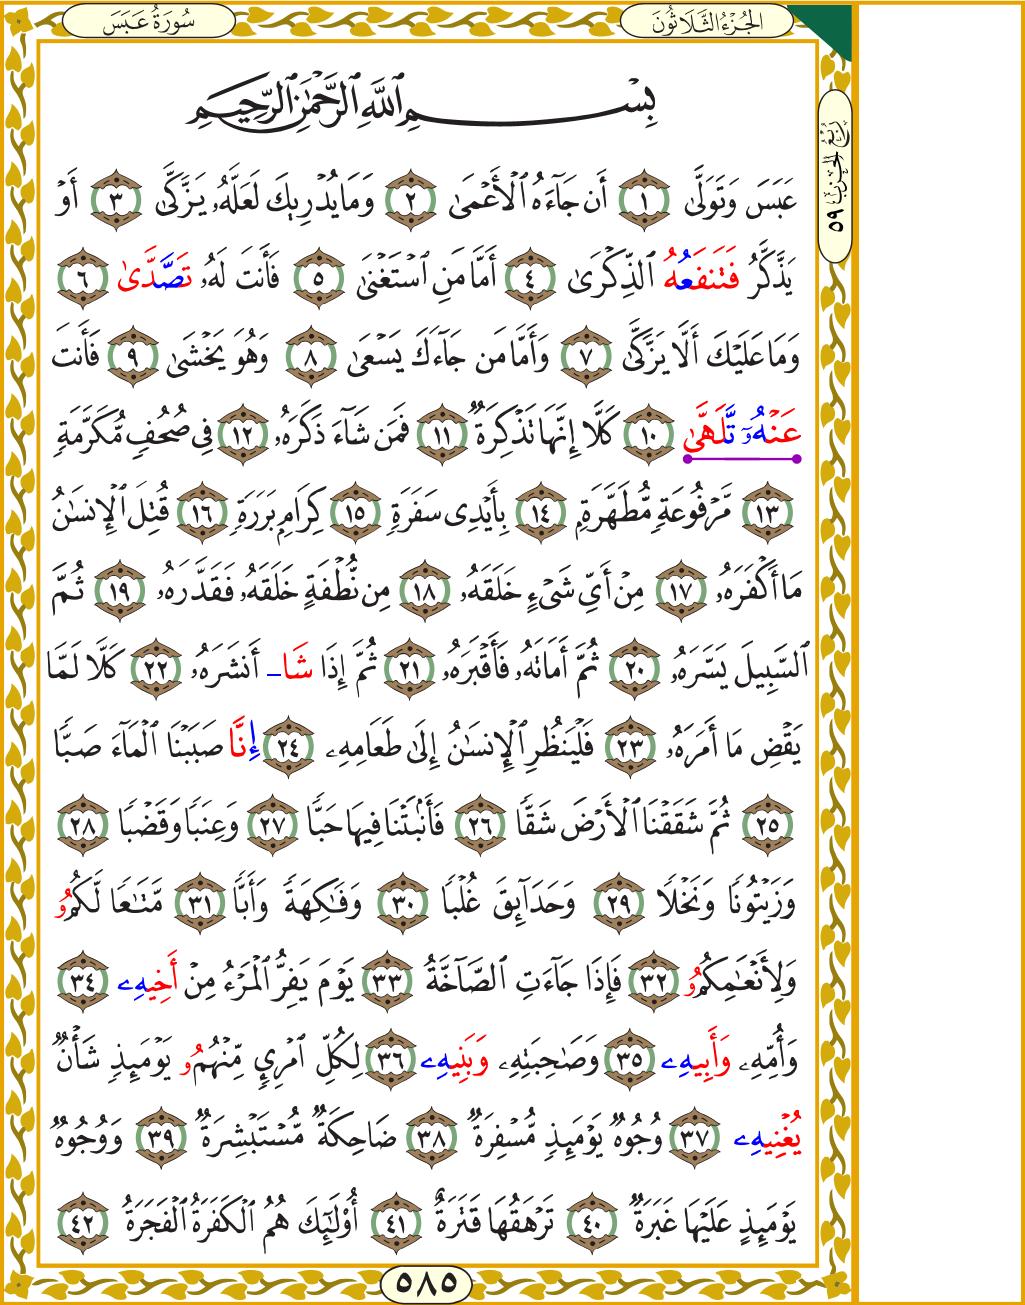 سُورَةُ عَبَسَ
الجُزْءُ الثَّلَاثُونَ
رُبْعُ الحِزْبِ ٥٩
بِسْمِ ٱللَّهِ ٱلرَّحْمَٰنِ ٱلرَّحِيمِ
عَبَسَ وَتَوَلَّىٰ ١ أَن جَآءَهُ ٱلْأَعْمَىٰ ٢ وَمَا يُدْرِيكَ لَعَلَّهُۥ يَزَّكَّىٰ ٣ أَوْ
يَذَّكَّرُ فَتَنفَعُهُ ٱلذِّكْرَىٰ ٤ أَمَّا مَنِ ٱسْتَغْنَىٰ ٥ فَأَنتَ لَهُۥ تَصَّدَّىٰ ٦
وَمَا عَلَيْكَ أَلَّا يَزَّكَّىٰ ٧ وَأَمَّا مَن جَآءَكَ يَسْعَىٰ ٨ وَهُوَ يَخْشَىٰ ٩ فَأَنتَ
عَنْهُۥٓ تَّلَهَّىٰ ١٠ كَلَّآ إِنَّهَا تَذْكِرَةٌ ١١ فَمَن شَآءَ ذَكَرَهُۥ ١٢ فِى صُحُفٍ مُّكَرَّمَةٍ
١٣ مَّرْفُوعَةٍ مُّطَهَّرَةٍۭ ١٤ بِأَيْدِى سَفَرَةٍ ١٥ كِرَامٍۭ بَرَرَةٍ ١٦ قُتِلَ ٱلْإِنسَٰنُ
مَآ أَكْفَرَهُۥ ١٧ مِنْ أَىِّ شَىْءٍ خَلَقَهُۥ ١٨ مِن نُّطْفَةٍ خَلَقَهُۥ فَقَدَّرَهُۥ ١٩ ثُمَّ
ٱلسَّبِيلَ يَسَّرَهُۥ ٢٠ ثُمَّ أَمَاتَهُۥ فَأَقْبَرَهُۥ ٢١ ثُمَّ إِذَا شَا أَنشَرَهُۥ ٢٢ كَلَّا لَمَّا
يَقْضِ مَآ أَمَرَهُۥ ٢٣ فَلْيَنظُرِ ٱلْإِنسَٰنُ إِلَىٰ طَعَامِهِۦٓ ٢٤ إِنَّا صَبَبْنَا ٱلْمَآءَ صَبًّا
٢٥ ثُمَّ شَقَقْنَا ٱلْأَرْضَ شَقًّا ٢٦ فَأَنۢبَتْنَا فِيهَا حَبًّا ٢٧ وَعِنَبًا وَقَضْبًا ٢٨
وَزَيْتُونًا وَنَخْلًا ٢٩ وَحَدَآئِقَ غُلْبًا ٣٠ وَفَٰكِهَةً وَأَبًّا ٣١ مَّتَٰعًا لَّكُمُۥ
وَلِأَنْعَٰمِكُمُۥ ٣٢ فَإِذَا جَآءَتِ ٱلصَّآخَّةُ ٣٣ يَوْمَ يَفِرُّ ٱلْمَرْءُ مِنْ أَخِيهِۦ ٣٤
وَأُمِّهِۦ وَأَبِيهِۦ ٣٥ وَصَٰحِبَتِهِۦ وَبَنِيهِۦ ٣٦ لِكُلِّ ٱمْرِئٍ مِّنْهُمُۥ يَوْمَئِذٍ شَأْنٌ
يُغْنِيهِۦ ٣٧ وُجُوهٌ يَوْمَئِذٍ مُّسْفِرَةٌ ٣٨ ضَاحِكَةٌ مُّسْتَبْشِرَةٌ ٣٩ وَوُجُوهٌ
يَوْمَئِذٍ عَلَيْهَا غَبَرَةٌ ٤٠ تَرْهَقُهَا قَتَرَةٌ ٤١ أُو۟لَٰٓئِكَ هُمُ ٱلْكَفَرَةُ ٱلْفَجَرَةُ ٤٢
٥٨٥